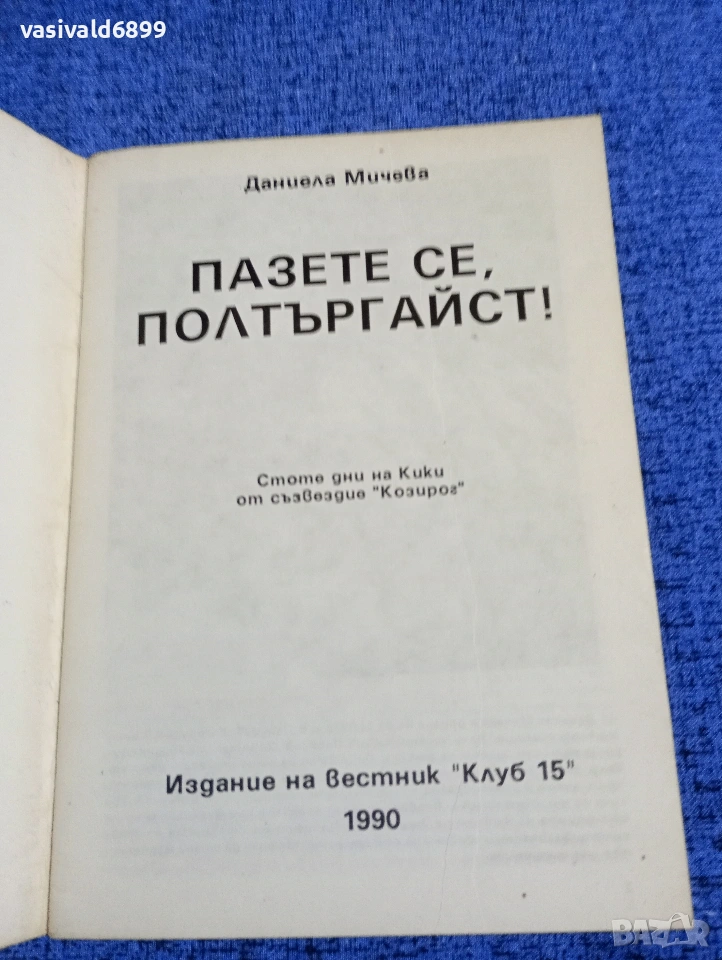 vasivald6899
Даниела Мичева
ПАЗЕТЕ СЕ,
ПОЛТЪРГАЙСТ!
Стоте дни на Кики
от съзвездие "Козирог"
Издание на вестник "Клуб 15"
1990
BAZAR